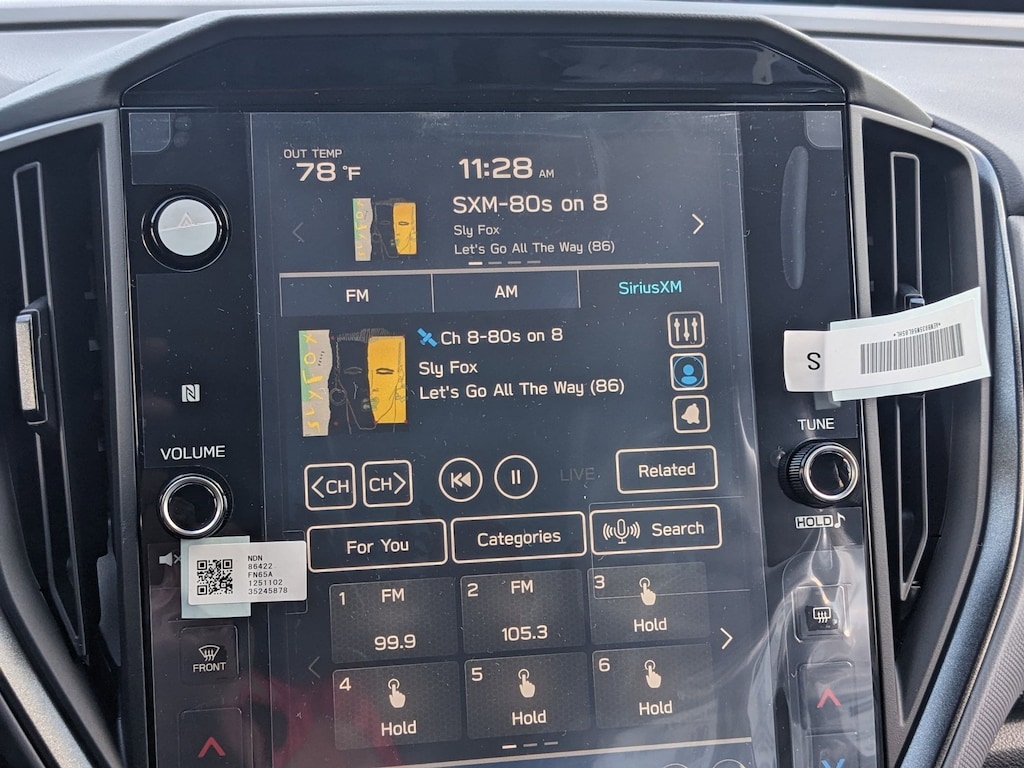 OUT TEMP
78 °F
11:28 AM
SXM-80s on 8
Sly Fox
Let's Go All The Way (86)
FM
AM
SiriusXM
Ch 8-80s on 8
Sly Fox
Let's Go All The Way (86)
S
VOLUME
TUNE
<CH
CH>
LIVE
Related
HOLD
For You
Categories
Search
NDN
86422
FN65A
1251102
35245878
1 FM
99.9
2 FM
105.3
3
Hold
FRONT
4
Hold
5
Hold
6
Hold